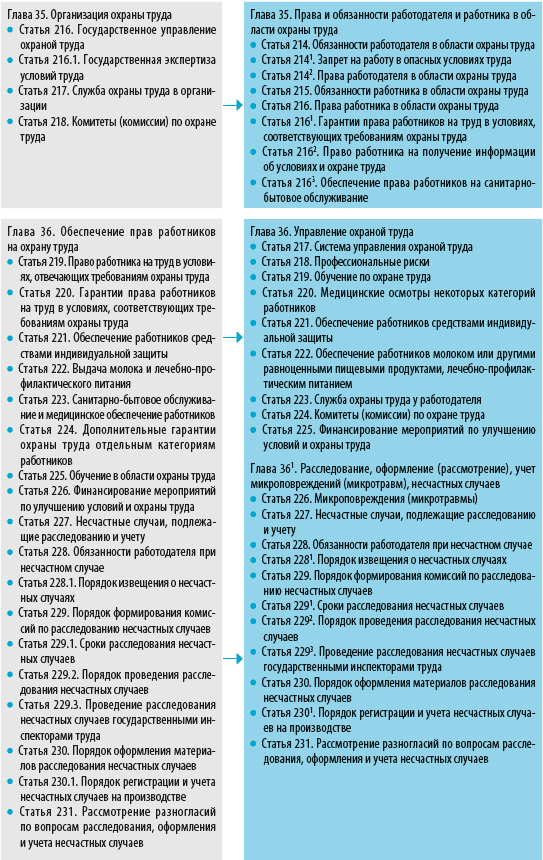 Глава 35. Организация охраны труда
• Статья 216. Государственное управление
охраной труда
• Статья 216.1. Государственная экспертиза
условий труда
• Статья 217. Служба охраны труда в органи-
зации
• Статья 218. Комитеты (комиссии) по охране
труда
Глава 35. Права и обязанности работодателя и работника в об-
ласти охраны труда
• Статья 214. Обязанности работодателя в области охраны труда
• Статья 214¹. Запрет на работу в опасных условиях труда
• Статья 214². Права работодателя в области охраны труда
• Статья 215. Обязанности работника в области охраны труда
• Статья 216. Права работника в области охраны труда
• Статья 216¹. Гарантии права работников на труд в условиях,
соответствующих требованиям охраны труда
• Статья 216². Право работника на получение информации
об условиях и охране труда
• Статья 216³. Обеспечение права работников на санитарно-
бытовое обслуживание
Глава 36. Обеспечение прав работников
на охрану труда
• Статья 219. Право работника на труд в услови-
ях, отвечающих требованиям охраны труда
• Статья 220. Гарантии права работников
на труд в условиях, соответствующих тре-
бованиям охраны труда
• Статья 221. Обеспечение работников сред-
ствами индивидуальной защиты
• Статья 222. Выдача молока и лечебно-про-
филактического питания
• Статья 223. Санитарно-бытовое обслужива-
ние и медицинское обеспечение работников
• Статья 224. Дополнительные гарантии
охраны труда отдельным категориям
работников
• Статья 225. Обучение в области охраны труда
• Статья 226. Финансирование мероприятий
по улучшению условий и охраны труда
• Статья 227. Несчастные случаи, подлежа-
щие расследованию и учету
• Статья 228. Обязанности работодателя при
несчастном случае
• Статья 228.1. Порядок извещения о несчаст-
ных случаях
• Статья 229. Порядок формирования комис-
сий по расследованию несчастных случаев
• Статья 229.1. Сроки расследования несчаст-
ных случаев
• Статья 229.2. Порядок проведения рассле-
дования несчастных случаев
• Статья 229.3. Проведение расследования
несчастных случаев государственными ин-
спекторами труда
• Статья 230. Порядок оформления материа-
лов расследования несчастных случаев
• Статья 230.1. Порядок регистрации и учета
несчастных случаев на производстве
• Статья 231. Рассмотрение разногласий
по вопросам расследования, оформления
и учета несчастных случаев
Глава 36. Управление охраной труда
• Статья 217. Система управления охраной труда
• Статья 218. Профессиональные риски
• Статья 219. Обучение по охране труда
• Статья 220. Медицинские осмотры некоторых категорий
работников
• Статья 221. Обеспечение работников средствами индивиду-
альной защиты
• Статья 222. Обеспечение работников молоком или другими
равноценными пищевыми продуктами, лечебно-профилак-
тическим питанием
• Статья 223. Служба охраны труда у работодателя
• Статья 224. Комитеты (комиссии) по охране труда
• Статья 225. Финансирование мероприятий по улучшению
условий и охраны труда
Глава 36¹. Расследование, оформление (рассмотрение), учет
микроповреждений (микротравм), несчастных случаев
• Статья 226. Микроповреждения (микротравмы)
• Статья 227. Несчастные случаи, подлежащие расследованию
и учету
• Статья 228. Обязанности работодателя при несчастном случае
• Статья 228¹. Порядок извещения о несчастных случаях
• Статья 229. Порядок формирования комиссий по расследова-
нию несчастных случаев
• Статья 229¹. Сроки расследования несчастных случаев
• Статья 229². Порядок проведения расследования несчастных
случаев
• Статья 229³. Проведение расследования несчастных случаев
государственными инспекторами труда
• Статья 230. Порядок оформления материалов расследования
несчастных случаев
• Статья 230¹. Порядок регистрации и учета несчастных случа-
ев на производстве
• Статья 231. Рассмотрение разногласий по вопросам рассле-
дования, оформления и учета несчастных случаев